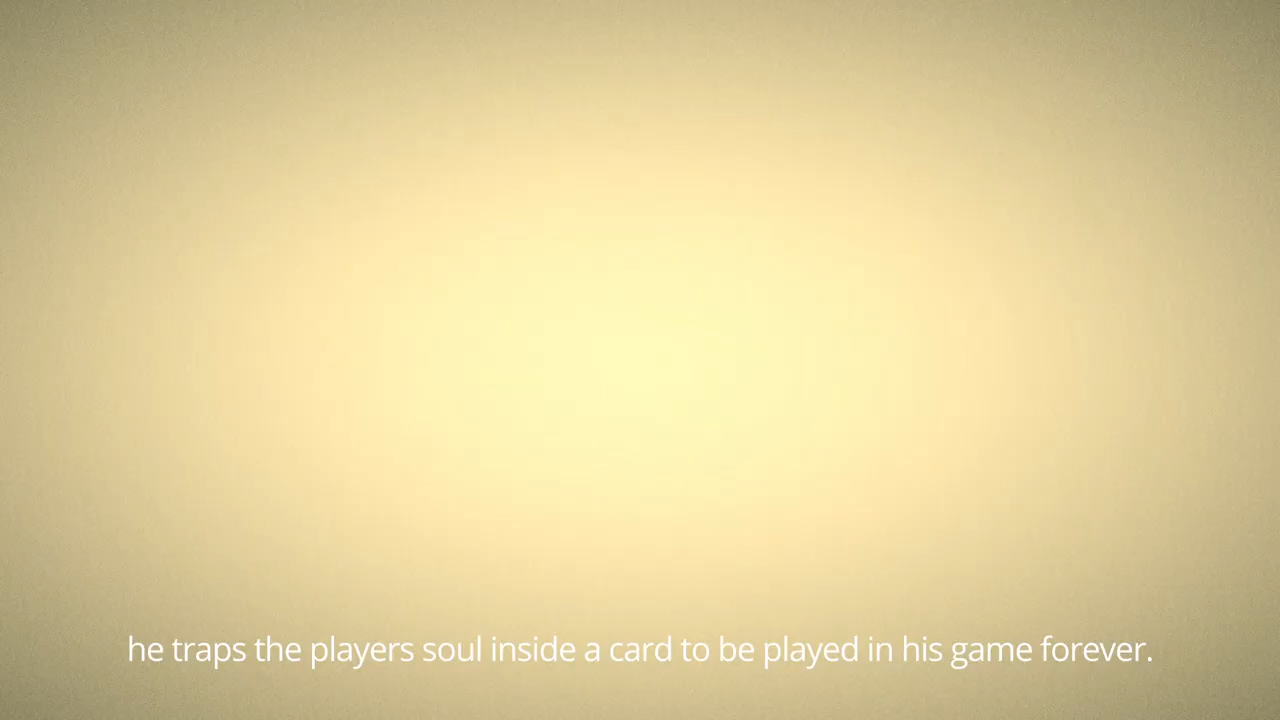 he traps the players soul inside a card to be played in his game forever.